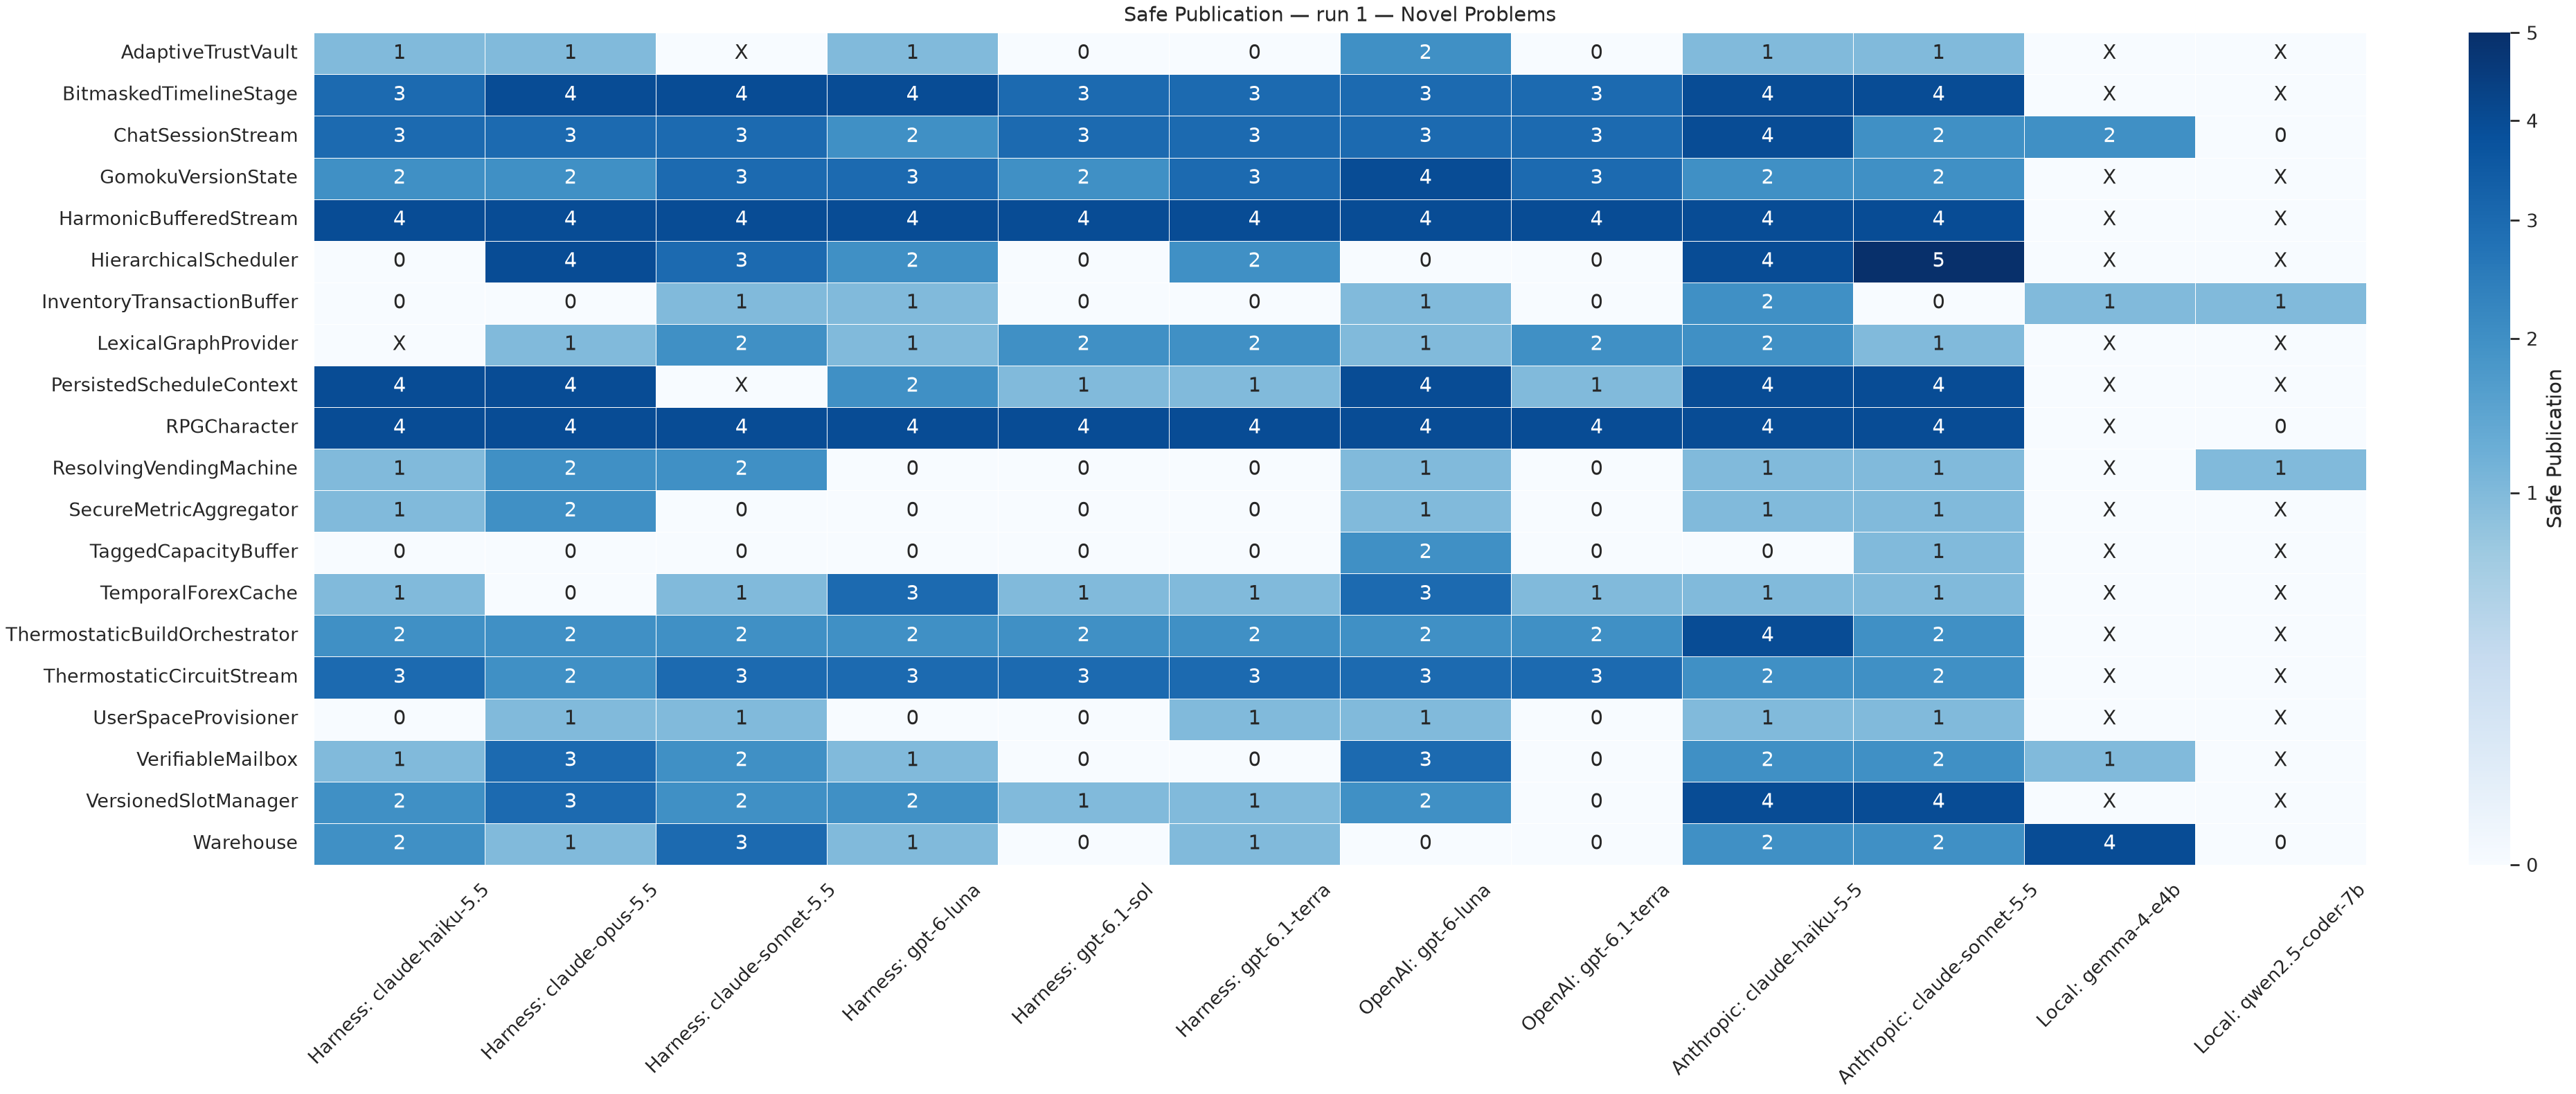 Safe Publication — run 1 — Novel Problems
AdaptiveTrustVault 1 1 X 1 0 0 2 0 1 1 X X
BitmaskedTimelineStage 3 4 4 4 3 3 3 3 4 4 X X
ChatSessionStream 3 3 3 2 3 3 3 3 4 2 2 0
GomokuVersionState 2 2 3 3 2 3 4 3 2 2 X X
HarmonicBufferedStream 4 4 4 4 4 4 4 4 4 4 X X
HierarchicalScheduler 0 4 3 2 0 2 0 0 4 5 X X
InventoryTransactionBuffer 0 0 1 1 0 0 1 0 2 0 1 1
LexicalGraphProvider X 1 2 1 2 2 1 2 2 1 X X
PersistedScheduleContext 4 4 X 2 1 1 4 1 4 4 X X
RPGCharacter 4 4 4 4 4 4 4 4 4 4 X 0
ResolvingVendingMachine 1 2 2 0 0 0 1 0 1 1 X 1
SecureMetricAggregator 1 2 0 0 0 0 1 0 1 1 X X
TaggedCapacityBuffer 0 0 0 0 0 0 2 0 0 1 X X
TemporalForexCache 1 0 1 3 1 1 3 1 1 1 X X
ThermostaticBuildOrchestrator 2 2 2 2 2 2 2 2 4 2 X X
ThermostaticCircuitStream 3 2 3 3 3 3 3 3 2 2 X X
UserSpaceProvisioner 0 1 1 0 0 1 1 0 1 1 X X
VerifiableMailbox 1 3 2 1 0 0 3 0 2 2 1 X
VersionedSlotManager 2 3 2 2 1 1 2 0 4 4 X X
Warehouse 2 1 3 1 0 1 0 0 2 2 4 0
Harness: claude-haiku-5.5
Harness: claude-opus-5.5
Harness: claude-sonnet-5.5
Harness: gpt-6-luna
Harness: gpt-6.1-sol
Harness: gpt-6.1-terra
OpenAI: gpt-6-luna
OpenAI: gpt-6.1-terra
Anthropic: claude-haiku-5-5
Anthropic: claude-sonnet-5-5
Local: gemma-4-e4b
Local: qwen2.5-coder-7b
5
4
3
2
1
0
Safe Publication